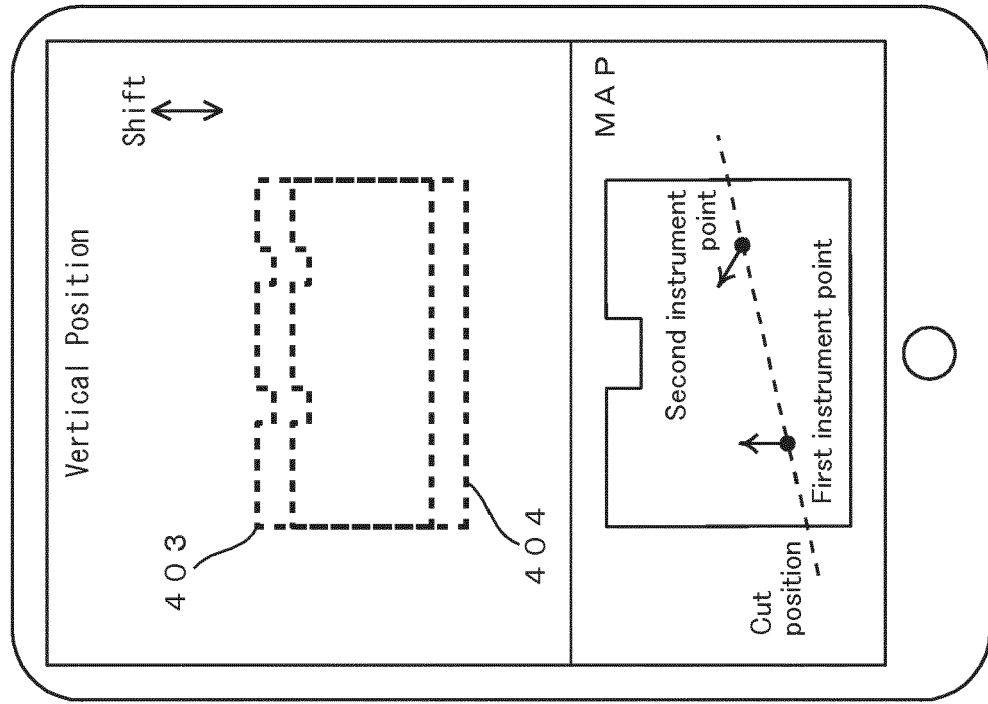 Vertical Position
Shift
403
404
MAP
Second instrument
point
First instrument point
Cut
position